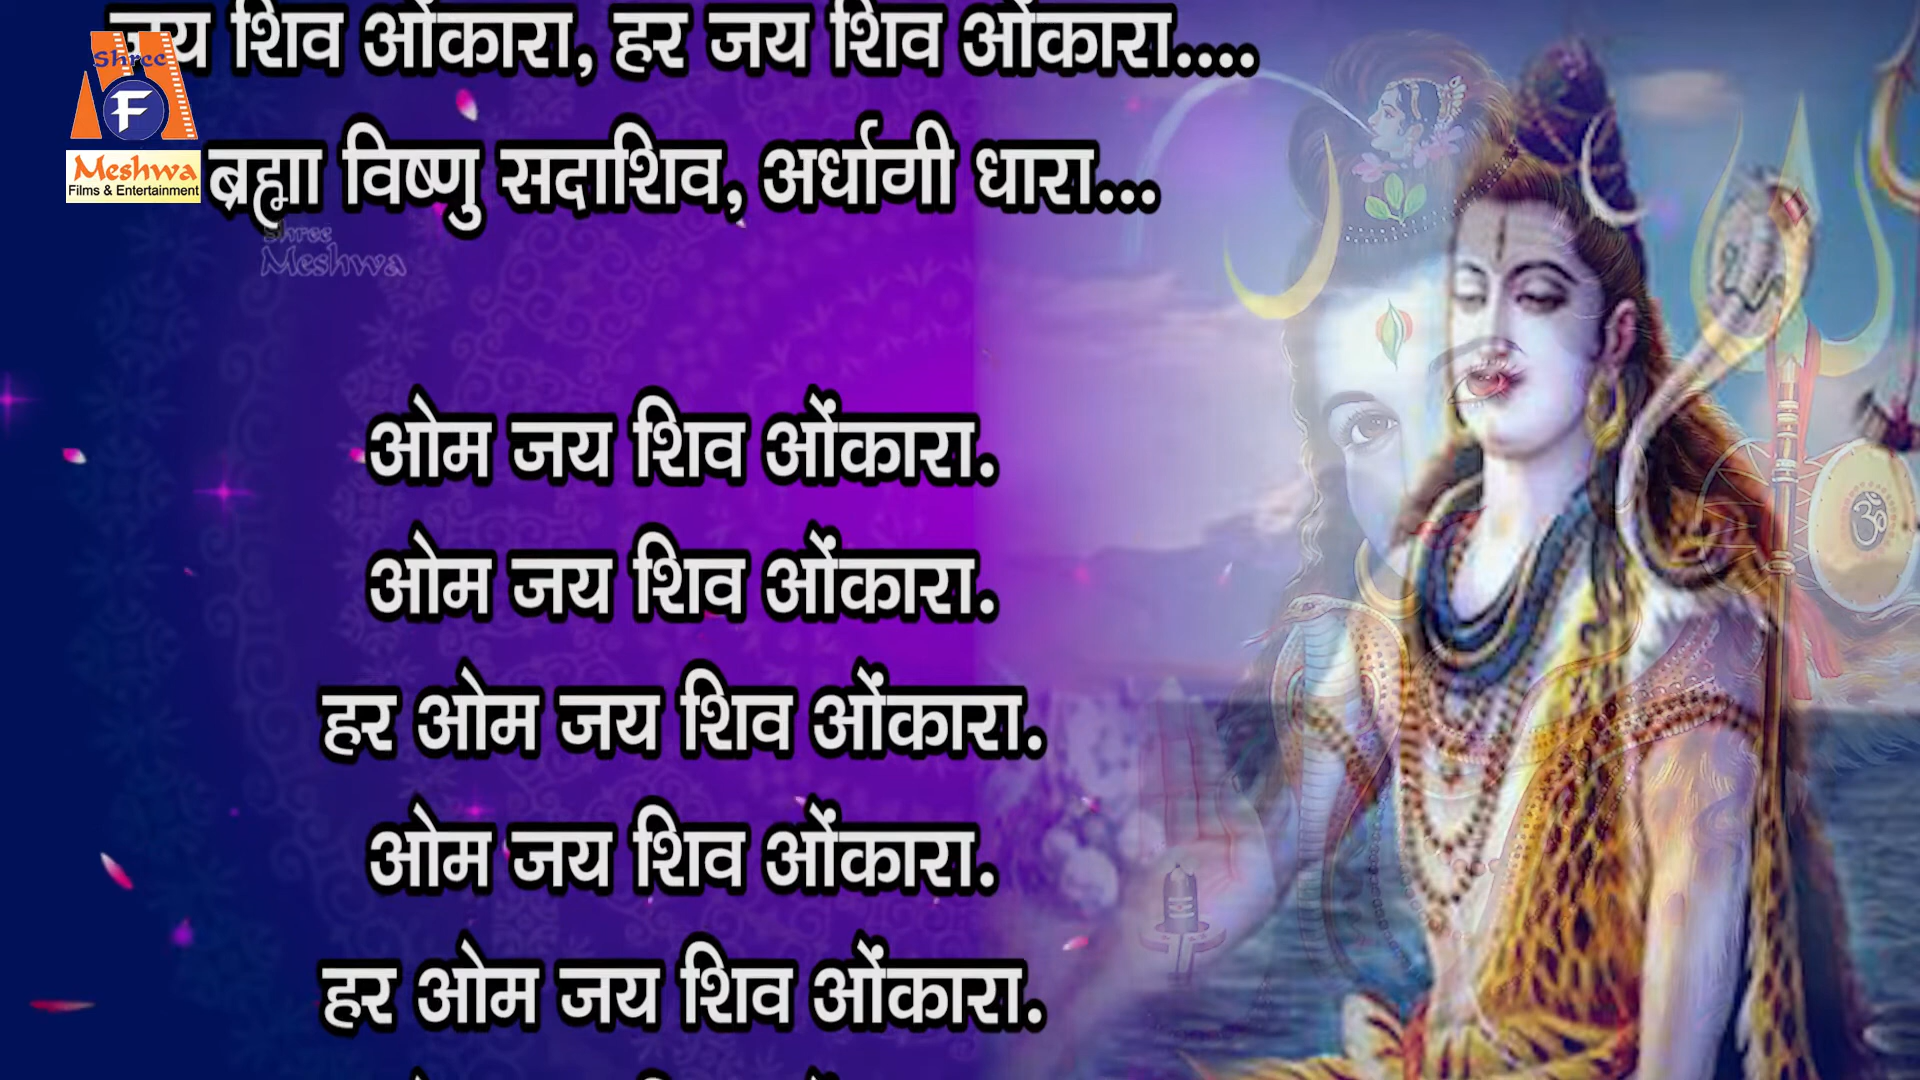 जय शिव ओंकारा, हर जय शिव ओंकारा....
Shree
F
Meshwa
Films & Entertainment
ब्रह्मा विष्णु सदाशिव, अर्धागी धारा...
Shree
Meshwa
ओम जय शिव ओंकारा.
ओम जय शिव ओंकारा.
हर ओम जय शिव ओंकारा.
ओम जय शिव ओंकारा.
हर ओम जय शिव ओंकारा.
ॐ